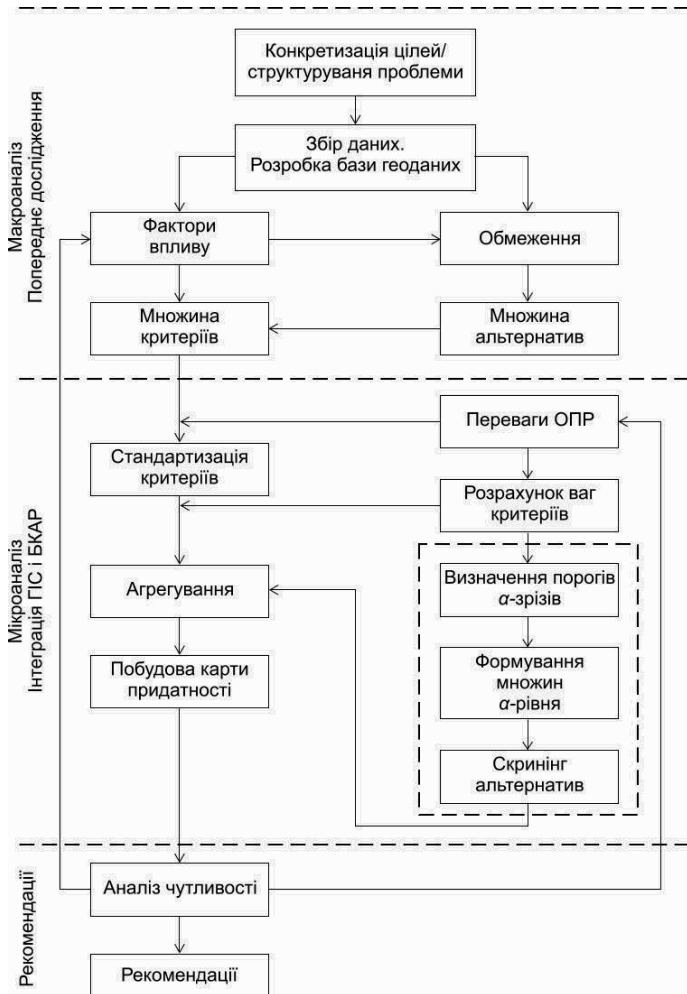 Макроаналіз
Попереднє дослідження
Конкретизація цілей/
структуруваня проблеми
Збір даних.
Розробка бази геоданих
Фактори
впливу
Обмеження
Множина
критеріїв
Множина
альтернатив
Мікроаналіз
Інтеграція ГІС і БКАР
Переваги ОПР
Стандартизація
критеріїв
Розрахунок ваг
критеріїв
Агрегування
Визначення порогів
α-зрізів
Побудова карти
придатності
Формування
множин
α-рівня
Скринінг
альтернатив
Рекомендації
Аналіз чутливості
Рекомендації